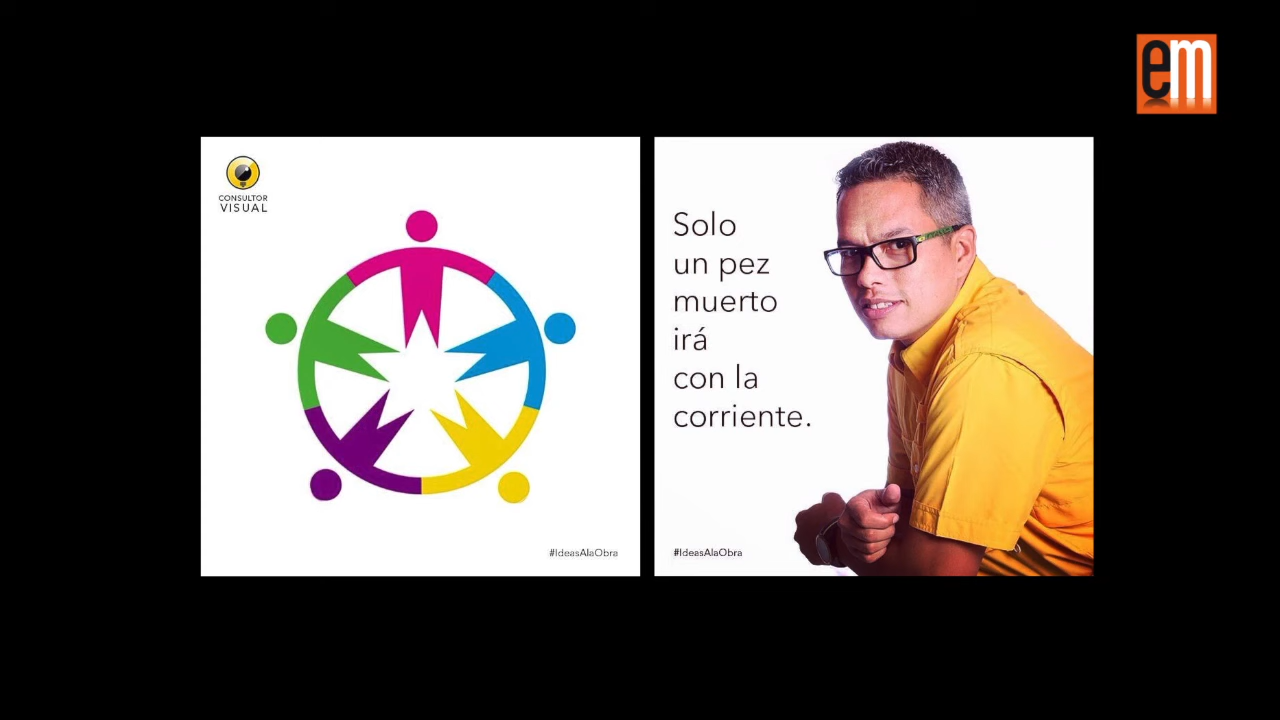 em
CONSULTOR
VISUAL
#IdeasAlaObra
Solo
un pez
muerto
irá
con la
corriente.
#IdeasAlaObra